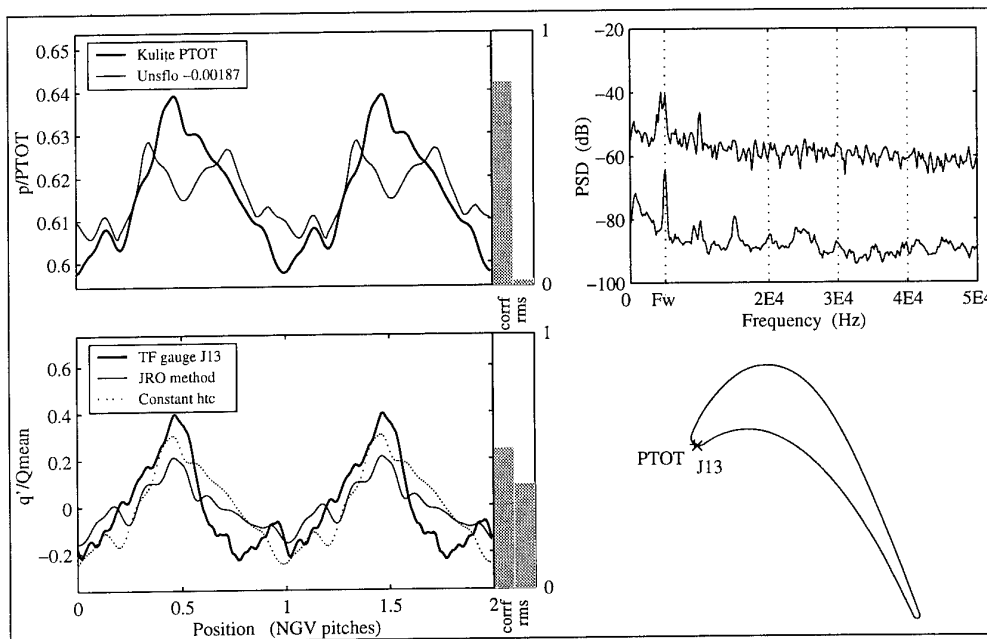 0.65
0.64
0.63
0.62
0.61
0.6
p/PTOT
Kulite PTOT
Unsflo −0.00187
1
0
corrf
rms
−20
−40
−60
−80
−100
PSD (dB)
0 Fw 2E4 3E4 4E4 5E4
Frequency (Hz)
0.6
0.4
0.2
0
−0.2
q'/Qmean
TF gauge J13
JRO method
Constant htc
1
0
corrf
rms
0 0.5 1 1.5 2
Position (NGV pitches)
PTOT
J13